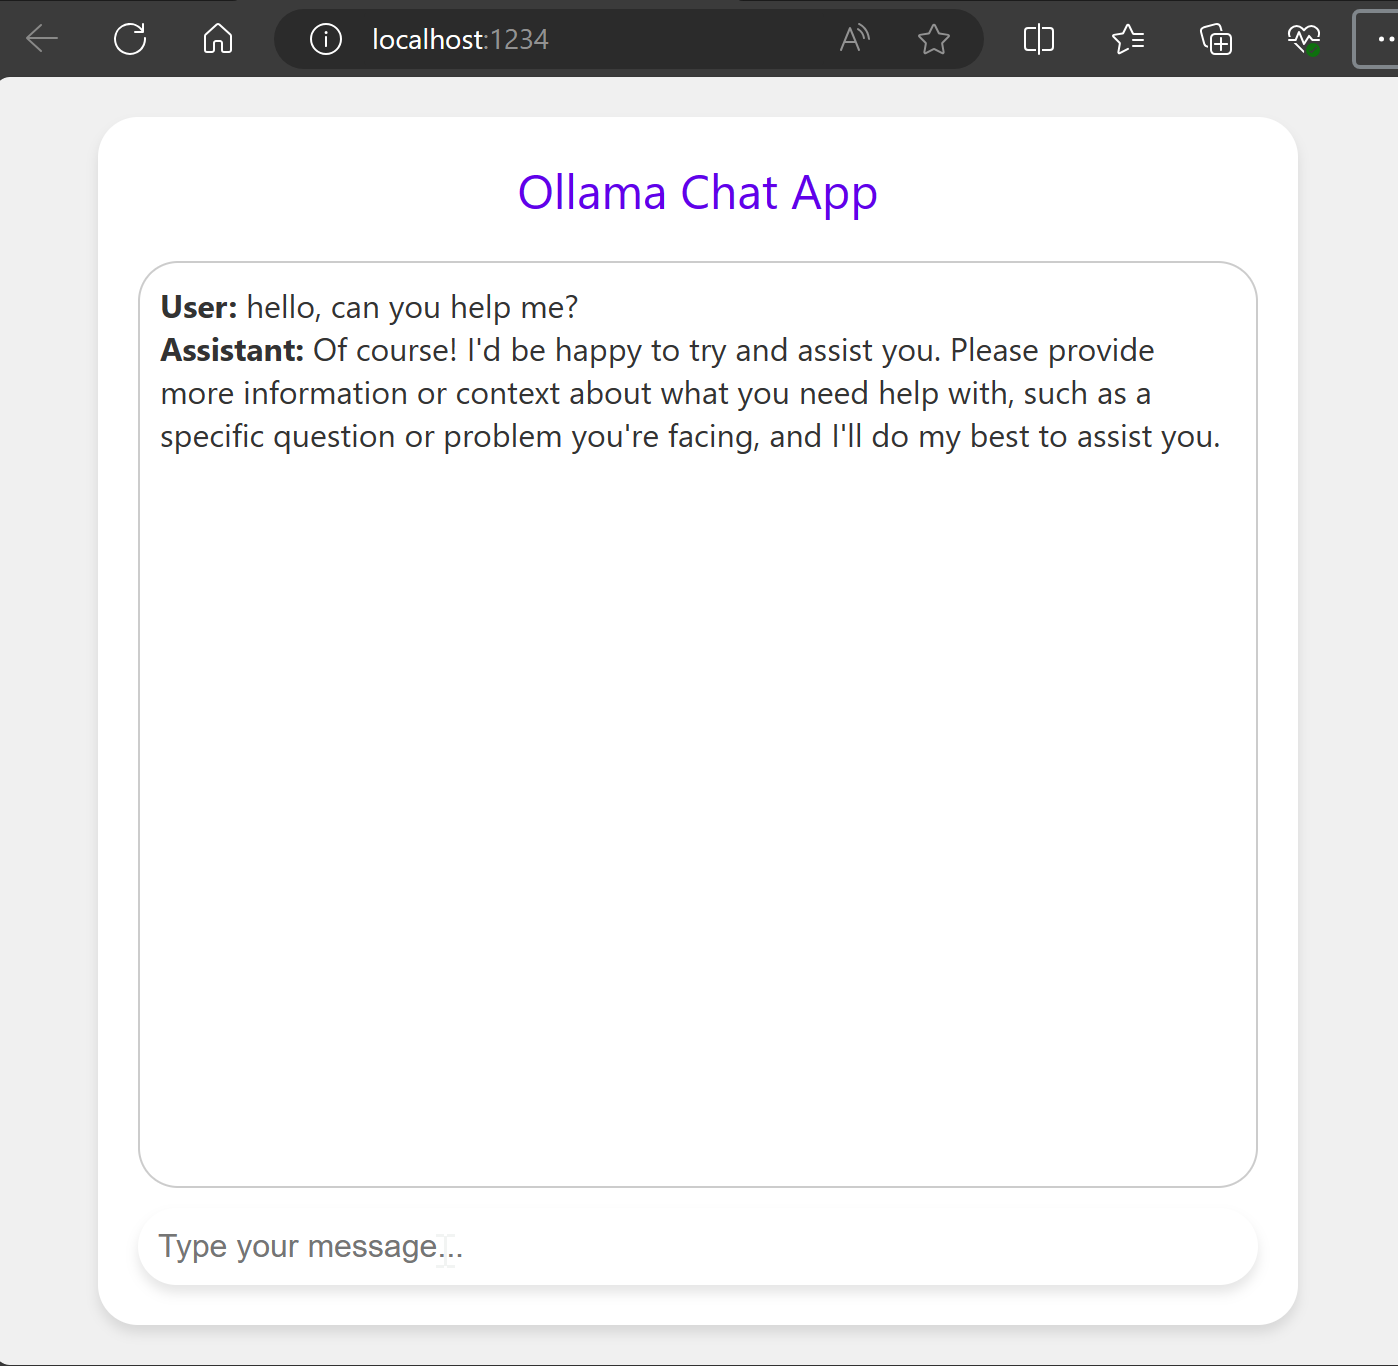 localhost:1234
Ollama Chat App
User: hello, can you help me?
Assistant: Of course! I'd be happy to try and assist you. Please provide
more information or context about what you need help with, such as a
specific question or problem you're facing, and I'll do my best to assist you.
Type your message...